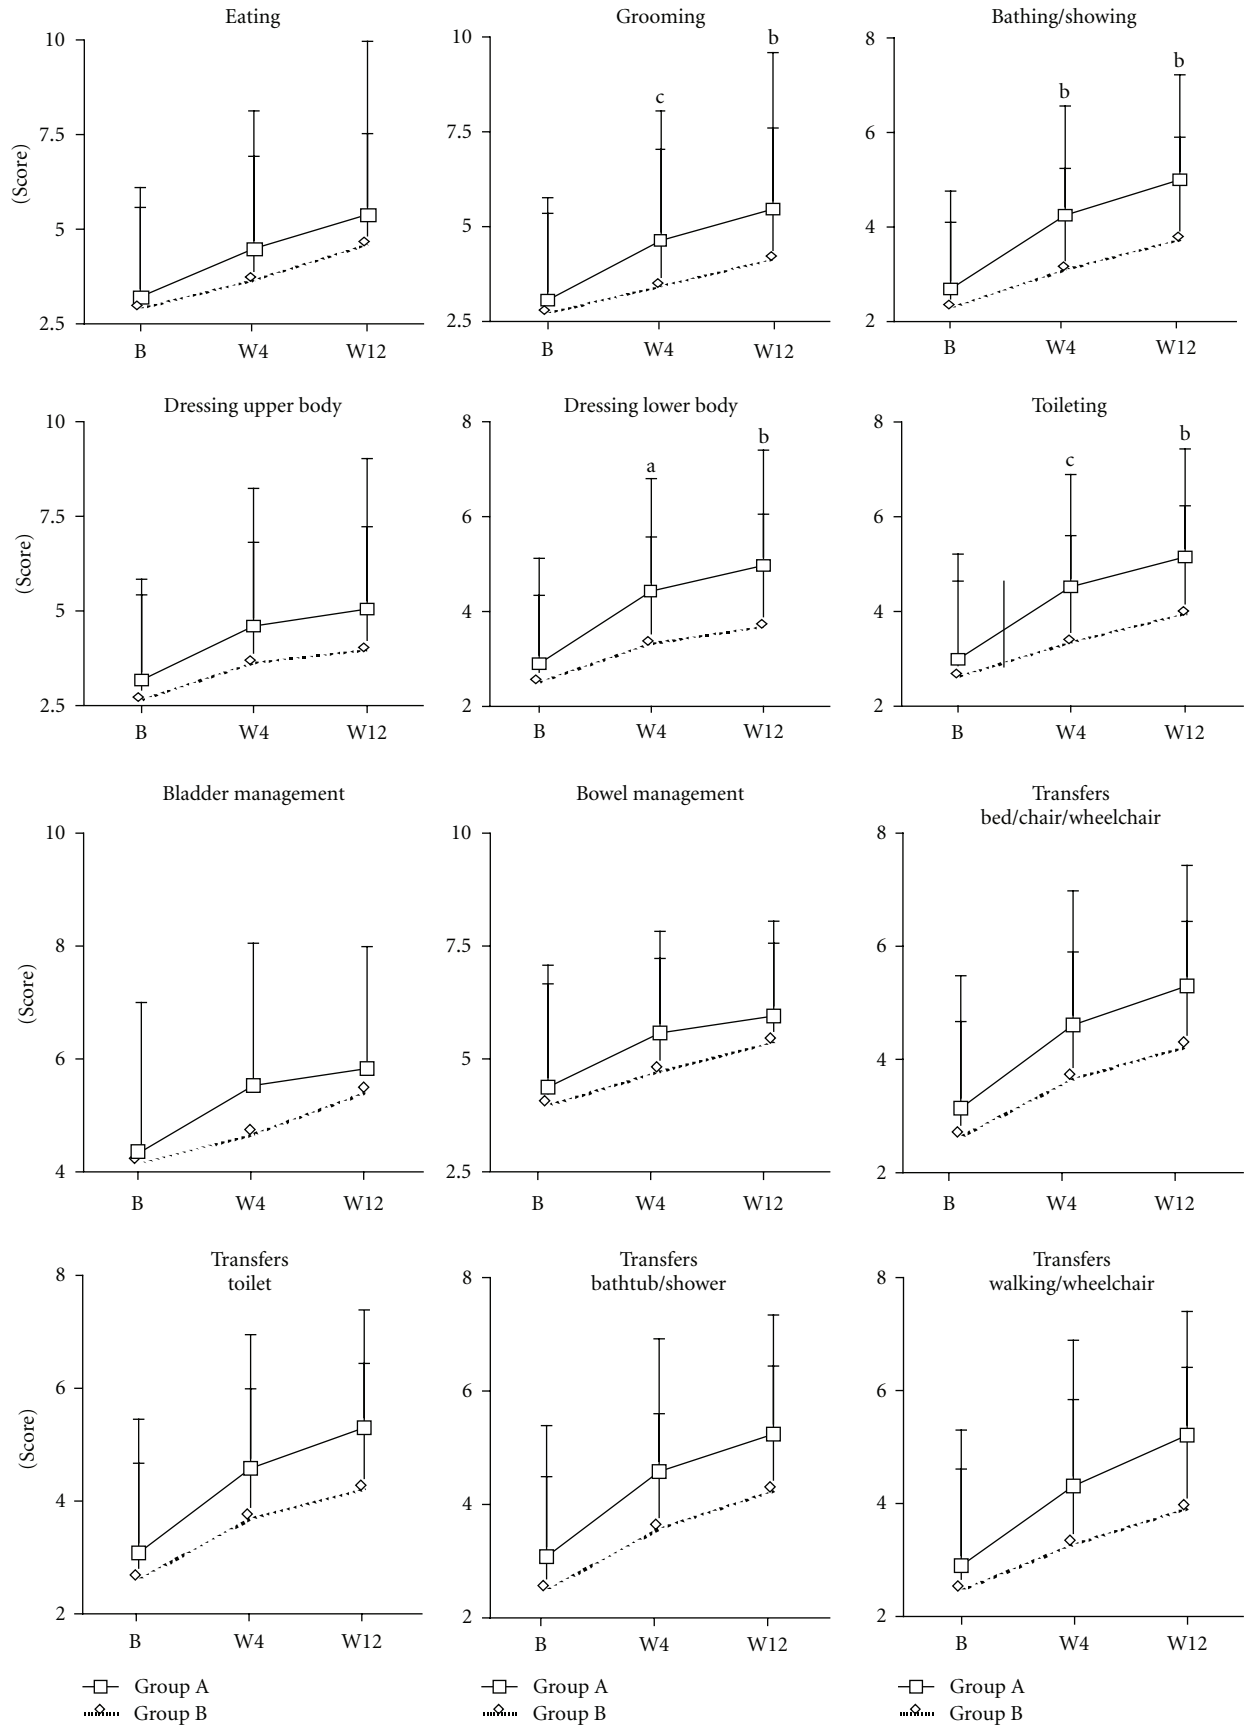 Eating
Grooming
Bathing/showing
10
7.5
5
2.5
(Score)
B
W4
W12
10
7.5
5
2.5
c
b
B
W4
W12
8
6
4
2
b
b
B
W4
W12
Dressing upper body
Dressing lower body
Toileting
10
7.5
5
2.5
(Score)
B
W4
W12
8
6
4
2
a
b
B
W4
W12
8
6
4
2
c
b
B
W4
W12
Bladder management
Bowel management
Transfers
bed/chair/wheelchair
10
8
6
4
(Score)
B
W4
W12
10
7.5
5
2.5
B
W4
W12
8
6
4
2
B
W4
W12
Transfers
toilet
Transfers
bathtub/shower
Transfers
walking/wheelchair
8
6
4
2
(Score)
B
W4
W12
8
6
4
2
B
W4
W12
8
6
4
2
B
W4
W12
Group A
Group B
Group A
Group B
Group A
Group B